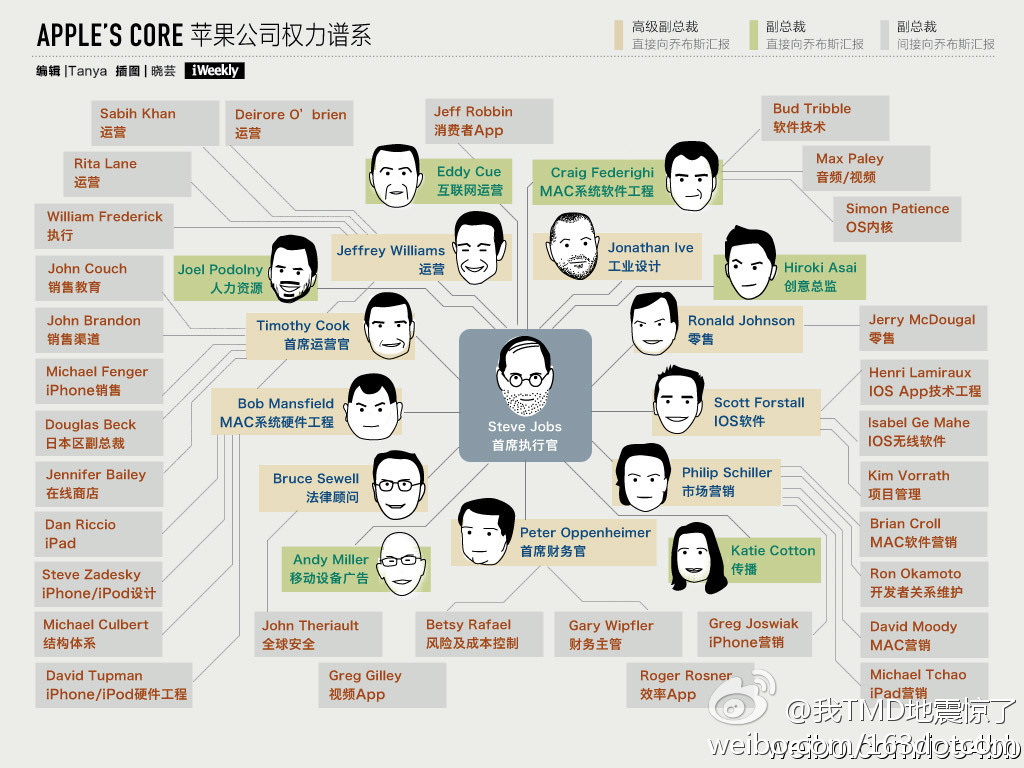 APPLE'S CORE 苹果公司权力谱系
编辑|Tanya 插图|晓芸 iWeekly
高级副总裁
直接向乔布斯汇报
副总裁
直接向乔布斯汇报
副总裁
间接向乔布斯汇报
Sabih Khan
运营
Deirore O' brien
运营
Jeff Robbin
消费者App
Bud Tribble
软件技术
Rita Lane
运营
Eddy Cue
互联网运营
Craig Federighi
MAC系统软件工程
Max Paley
音频/视频
William Frederick
执行
Simon Patience
OS内核
Jeffrey Williams
运营
Jonathan Ive
工业设计
John Couch
销售教育
Joel Podolny
人力资源
Hiroki Asai
创意总监
John Brandon
销售渠道
Timothy Cook
首席运营官
Ronald Johnson
零售
Jerry McDougal
零售
Michael Fenger
iPhone销售
Henri Lamiraux
IOS App技术工程
Bob Mansfield
MAC系统硬件工程
Steve Jobs
首席执行官
Scott Forstall
IOS软件
Douglas Beck
日本区副总裁
Isabel Ge Mahe
IOS无线软件
Jennifer Bailey
在线商店
Bruce Sewell
法律顾问
Philip Schiller
市场营销
Kim Vorrath
项目管理
Dan Riccio
iPad
Peter Oppenheimer
首席财务官
Brian Croll
MAC软件营销
Andy Miller
移动设备广告
Katie Cotton
传播
Steve Zadesky
iPhone/iPod设计
Ron Okamoto
开发者关系维护
Michael Culbert
结构体系
John Theriault
全球安全
Betsy Rafael
风险及成本控制
Gary Wipfler
财务主管
Greg Joswiak
iPhone营销
David Moody
MAC营销
David Tupman
iPhone/iPod硬件工程
Greg Gilley
视频App
Roger Rosner
效率App
Michael Tchao
iPad营销
@我TMD地震惊了